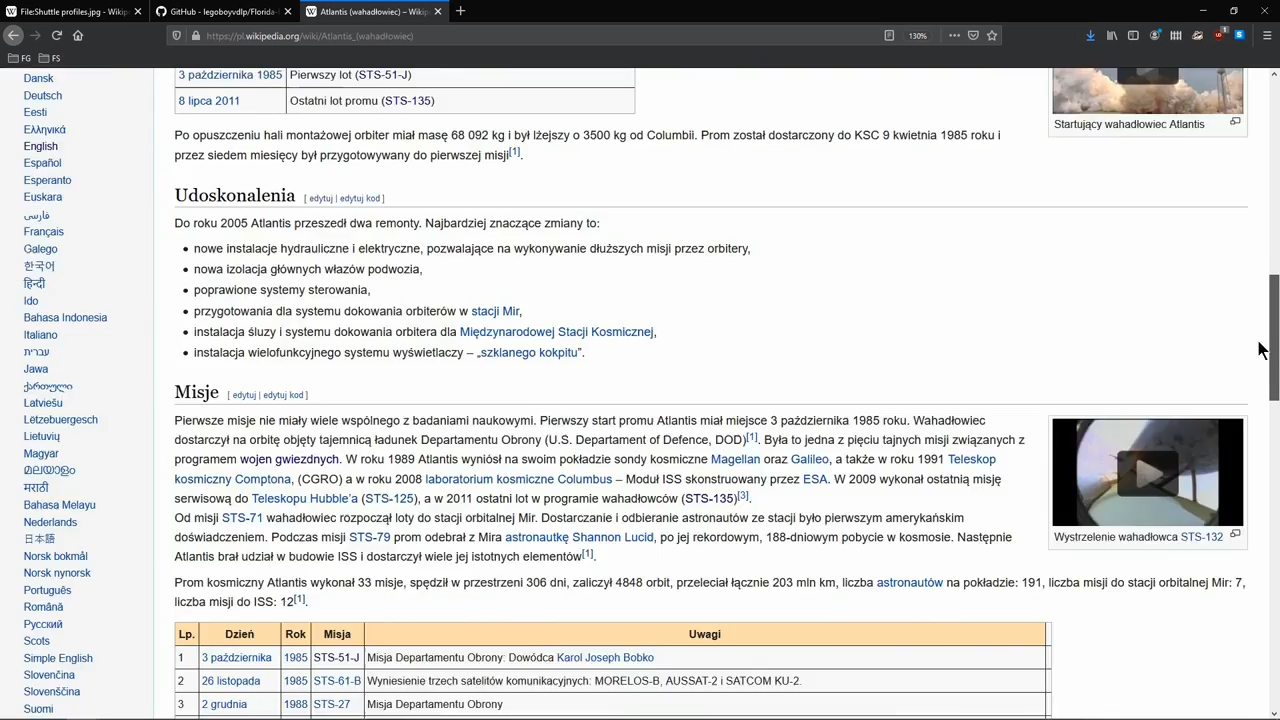 File:Shuttle profiles.jpg - Wikip
GitHub - legoboyvdlp/Florida-
Atlantis (wahadłowiec) – Wikip
https://pl.wikipedia.org/wiki/Atlantis_(wahadłowiec)
130%
FG
FS
Dansk
Deutsch
Eesti
Ελληνικά
English
Español
Esperanto
Euskara
فارسی
Français
Galego
한국어
हिन्दी
Ido
Bahasa Indonesia
Italiano
עברית
Jawa
ქართული
Latviešu
Lëtzebuergesch
Lietuvių
Magyar
മലയാളം
मराठी
Bahasa Melayu
Nederlands
日本語
Norsk bokmål
Norsk nynorsk
Português
Română
Русский
Scots
Simple English
Slovenčina
Slovenščina
Suomi
3 października 1985 Pierwszy lot (STS-51-J)
8 lipca 2011 Ostatni lot promu (STS-135)
Startujący wahadłowiec Atlantis
Po opuszczeniu hali montażowej orbiter miał masę 68 092 kg i był lżejszy o 3500 kg od Columbii. Prom został dostarczony do KSC 9 kwietnia 1985 roku i
przez siedem miesięcy był przygotowywany do pierwszej misji[1].
Udoskonalenia [ edytuj | edytuj kod ]
Do roku 2005 Atlantis przeszedł dwa remonty. Najbardziej znaczące zmiany to:
• nowe instalacje hydrauliczne i elektryczne, pozwalające na wykonywanie dłuższych misji przez orbitery,
• nowa izolacja głównych włazów podwozia,
• poprawione systemy sterowania,
• przygotowania dla systemu dokowania orbiterów w stacji Mir,
• instalacja śluzy i systemu dokowania orbitera dla Międzynarodowej Stacji Kosmicznej,
• instalacja wielofunkcyjnego systemu wyświetlaczy – „szklanego kokpitu”.
Misje [ edytuj | edytuj kod ]
Pierwsze misje nie miały wiele wspólnego z badaniami naukowymi. Pierwszy start promu Atlantis miał miejsce 3 października 1985 roku. Wahadłowiec
dostarczył na orbitę objęty tajemnicą ładunek Departamentu Obrony (U.S. Departament of Defence, DOD)[1]. Była to jedna z pięciu tajnych misji związanych z
programem wojen gwiezdnych. W roku 1989 Atlantis wyniósł na swoim pokładzie sondy kosmiczne Magellan oraz Galileo, a także w roku 1991 Teleskop
kosmiczny Comptona, (CGRO) a w roku 2008 laboratorium kosmiczne Columbus – Moduł ISS skonstruowany przez ESA. W 2009 wykonał ostatnią misję
serwisową do Teleskopu Hubble'a (STS-125), a w 2011 ostatni lot w programie wahadłowców (STS-135)[3].
Od misji STS-71 wahadłowiec rozpoczął loty do stacji orbitalnej Mir. Dostarczanie i odbieranie astronautów ze stacji było pierwszym amerykańskim
doświadczeniem. Podczas misji STS-79 prom odebrał z Mira astronautkę Shannon Lucid, po jej rekordowym, 188-dniowym pobycie w kosmosie. Następnie
Atlantis brał udział w budowie ISS i dostarczył wiele jej istotnych elementów[1].
Wystrzelenie wahadłowca STS-132
Prom kosmiczny Atlantis wykonał 33 misje, spędził w przestrzeni 306 dni, zaliczył 4848 orbit, przeleciał łącznie 203 mln km, liczba astronautów na pokładzie: 191, liczba misji do stacji orbitalnej Mir: 7,
liczba misji do ISS: 12[1].
Lp. Dzień Rok Misja Uwagi
1 3 października 1985 STS-51-J Misja Departamentu Obrony: Dowódca Karol Joseph Bobko
2 26 listopada 1985 STS-61-B Wyniesienie trzech satelitów komunikacyjnych: MORELOS-B, AUSSAT-2 i SATCOM KU-2.
3 2 grudnia 1988 STS-27 Misja Departamentu Obrony